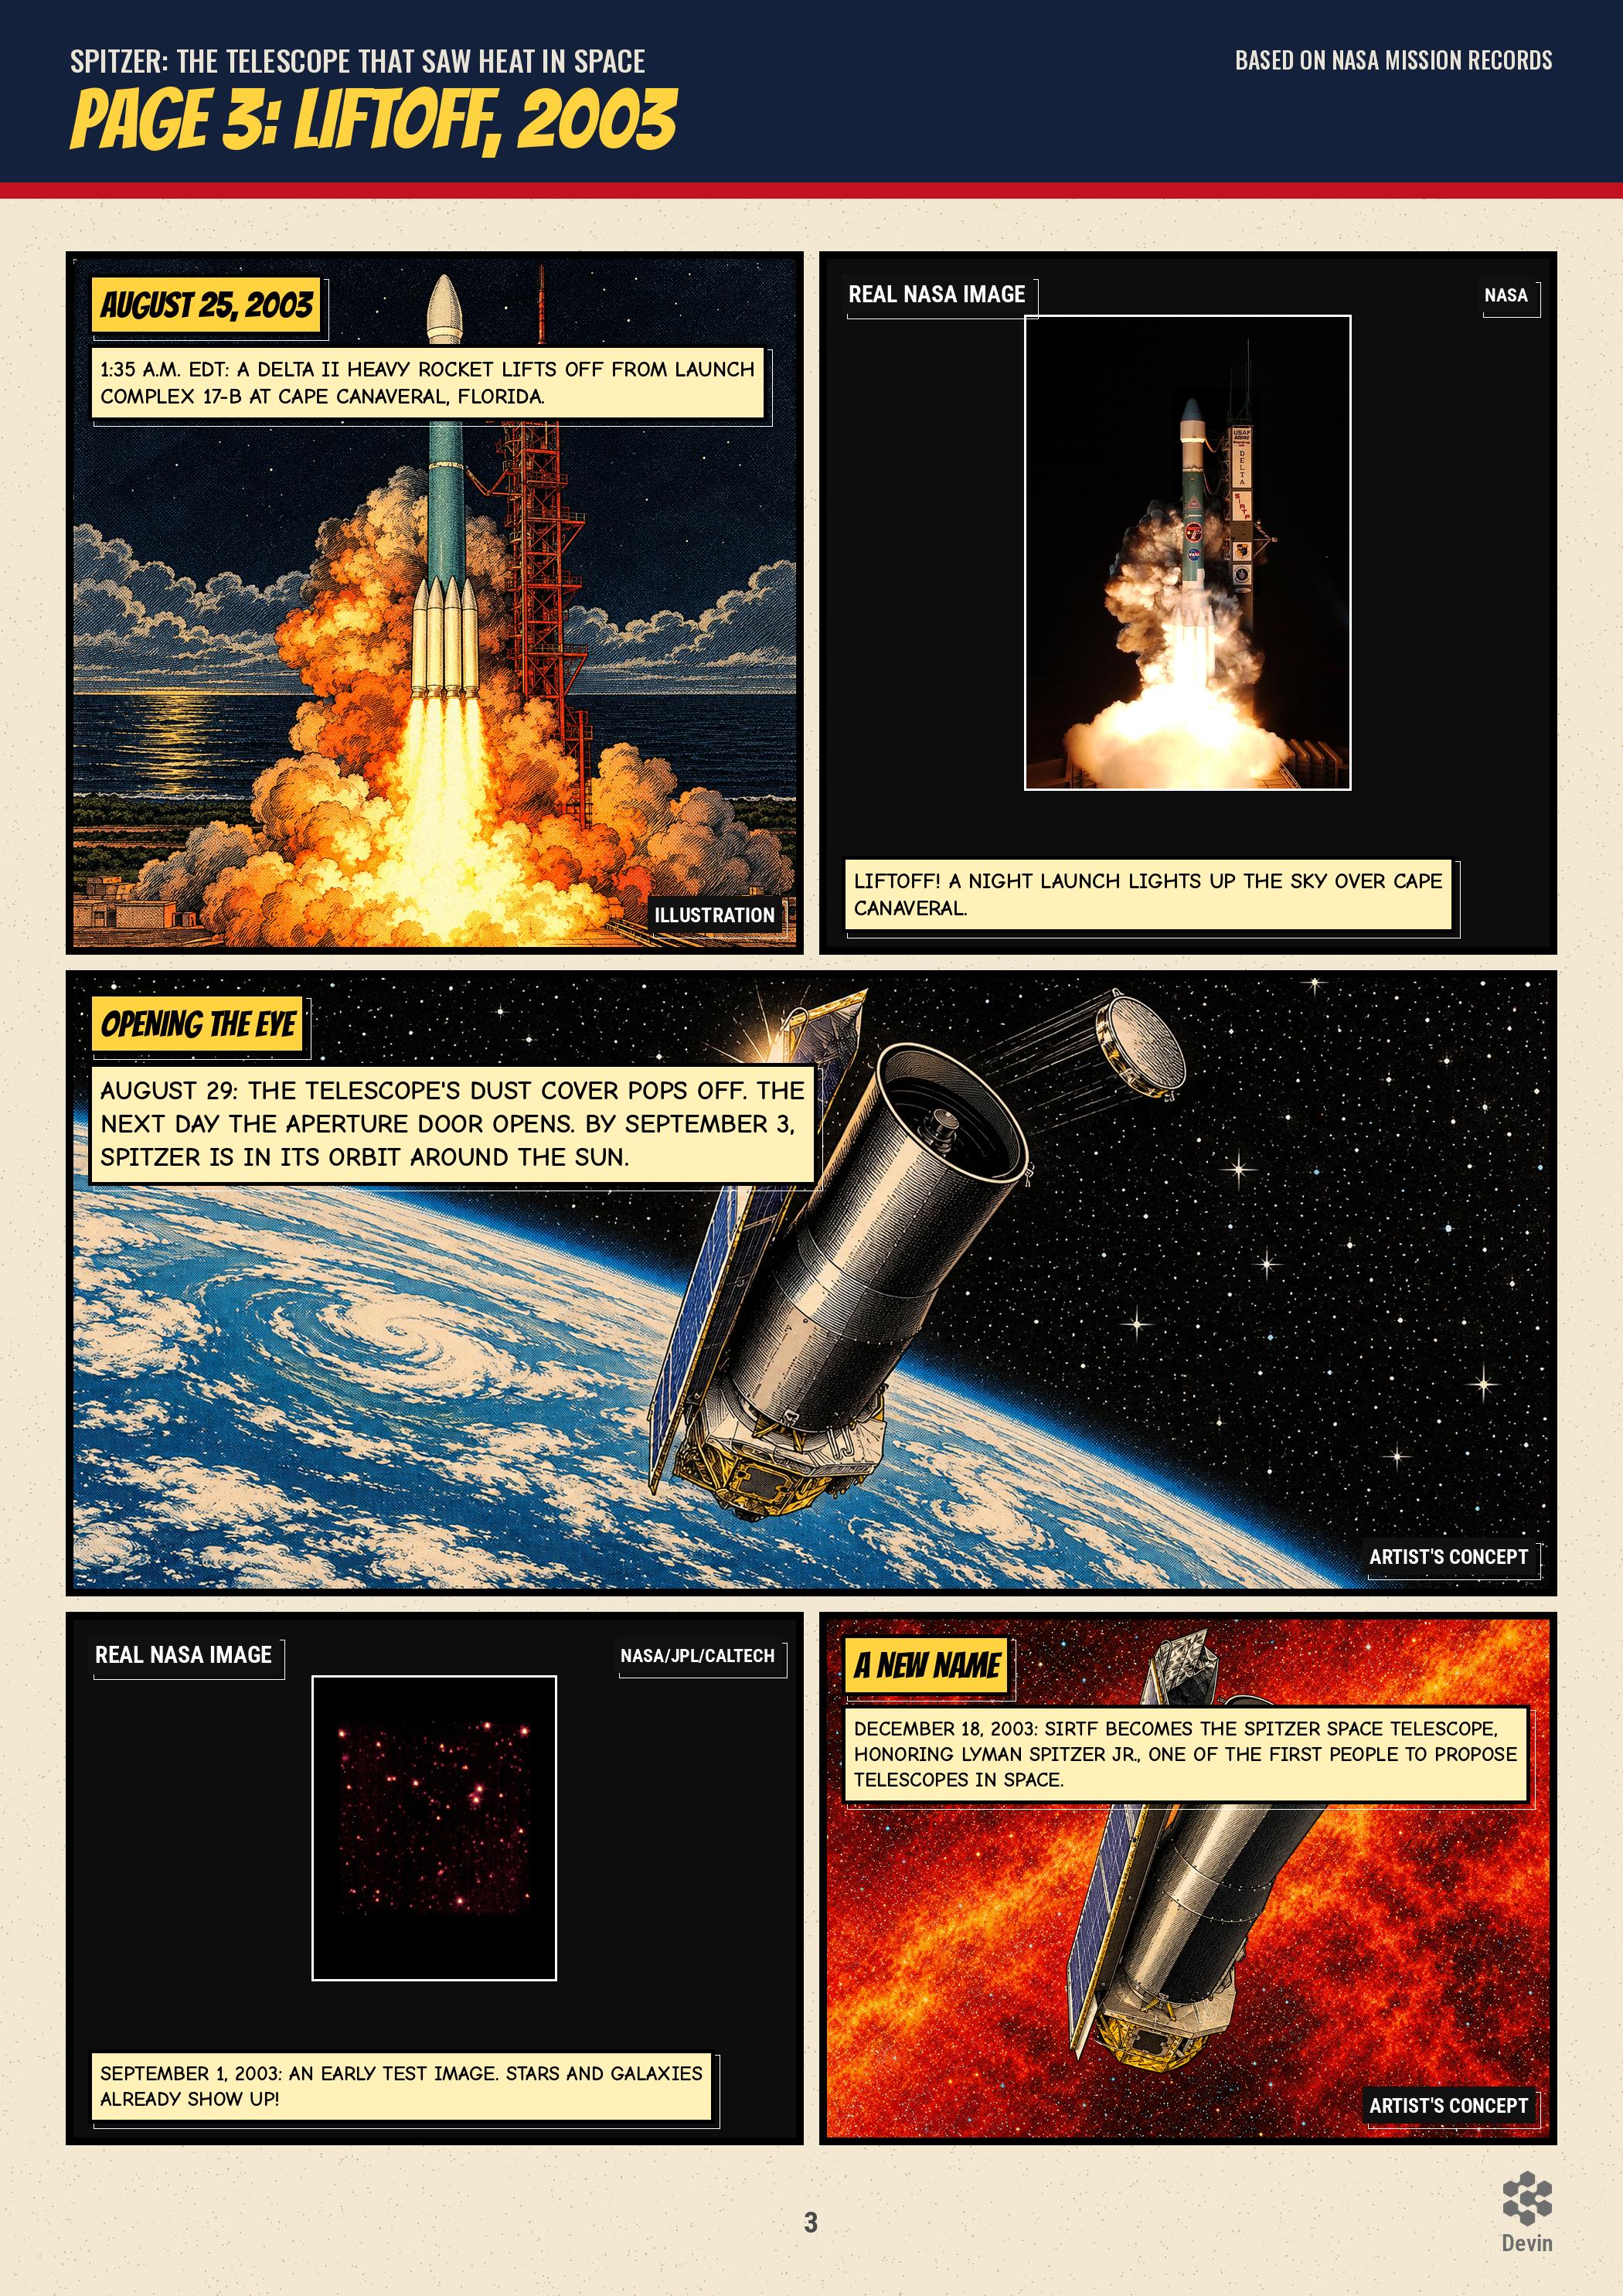 SPITZER: THE TELESCOPE THAT SAW HEAT IN SPACE
BASED ON NASA MISSION RECORDS
PAGE 3: LIFTOFF, 2003
AUGUST 25, 2003
1:35 A.M. EDT: A DELTA II HEAVY ROCKET LIFTS OFF FROM LAUNCH
COMPLEX 17-B AT CAPE CANAVERAL, FLORIDA.
ILLUSTRATION
REAL NASA IMAGE
NASA
USAF
DELTA
SIRTF
NASA
LIFTOFF! A NIGHT LAUNCH LIGHTS UP THE SKY OVER CAPE
CANAVERAL.
OPENING THE EYE
AUGUST 29: THE TELESCOPE'S DUST COVER POPS OFF. THE
NEXT DAY THE APERTURE DOOR OPENS. BY SEPTEMBER 3,
SPITZER IS IN ITS ORBIT AROUND THE SUN.
ARTIST'S CONCEPT
REAL NASA IMAGE
NASA/JPL/CALTECH
SEPTEMBER 1, 2003: AN EARLY TEST IMAGE. STARS AND GALAXIES
ALREADY SHOW UP!
A NEW NAME
DECEMBER 18, 2003: SIRTF BECOMES THE SPITZER SPACE TELESCOPE,
HONORING LYMAN SPITZER JR., ONE OF THE FIRST PEOPLE TO PROPOSE
TELESCOPES IN SPACE.
ARTIST'S CONCEPT
3
Devin